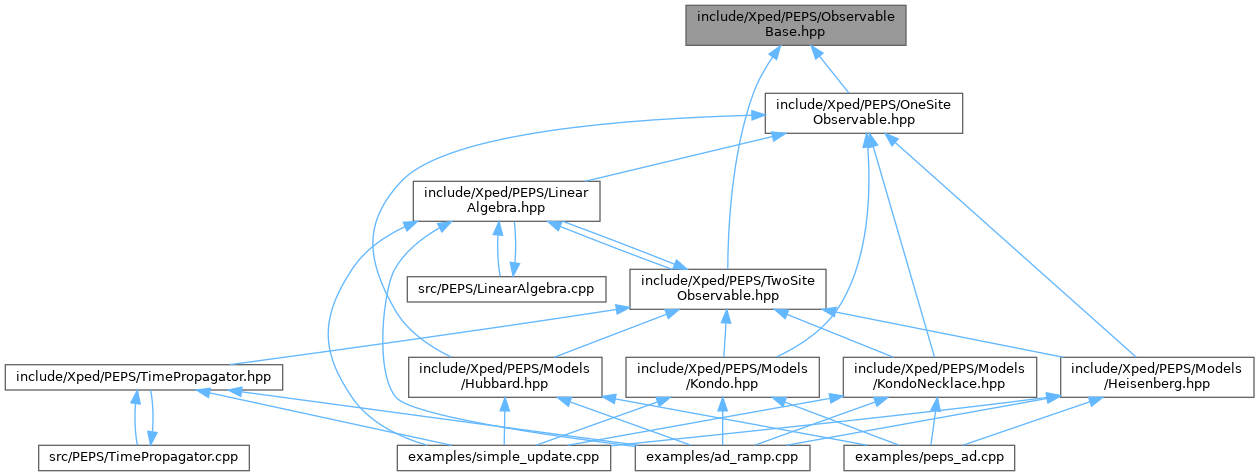 include/Xped/PEPS/Observable
Base.hpp
include/Xped/PEPS/OneSite
Observable.hpp
include/Xped/PEPS/Linear
Algebra.hpp
src/PEPS/LinearAlgebra.cpp
include/Xped/PEPS/TwoSite
Observable.hpp
include/Xped/PEPS/TimePropagator.hpp
include/Xped/PEPS/Models
/Hubbard.hpp
include/Xped/PEPS/Models
/Kondo.hpp
include/Xped/PEPS/Models
/KondoNecklace.hpp
include/Xped/PEPS/Models
/Heisenberg.hpp
src/PEPS/TimePropagator.cpp
examples/simple_update.cpp
examples/ad_ramp.cpp
examples/peps_ad.cpp